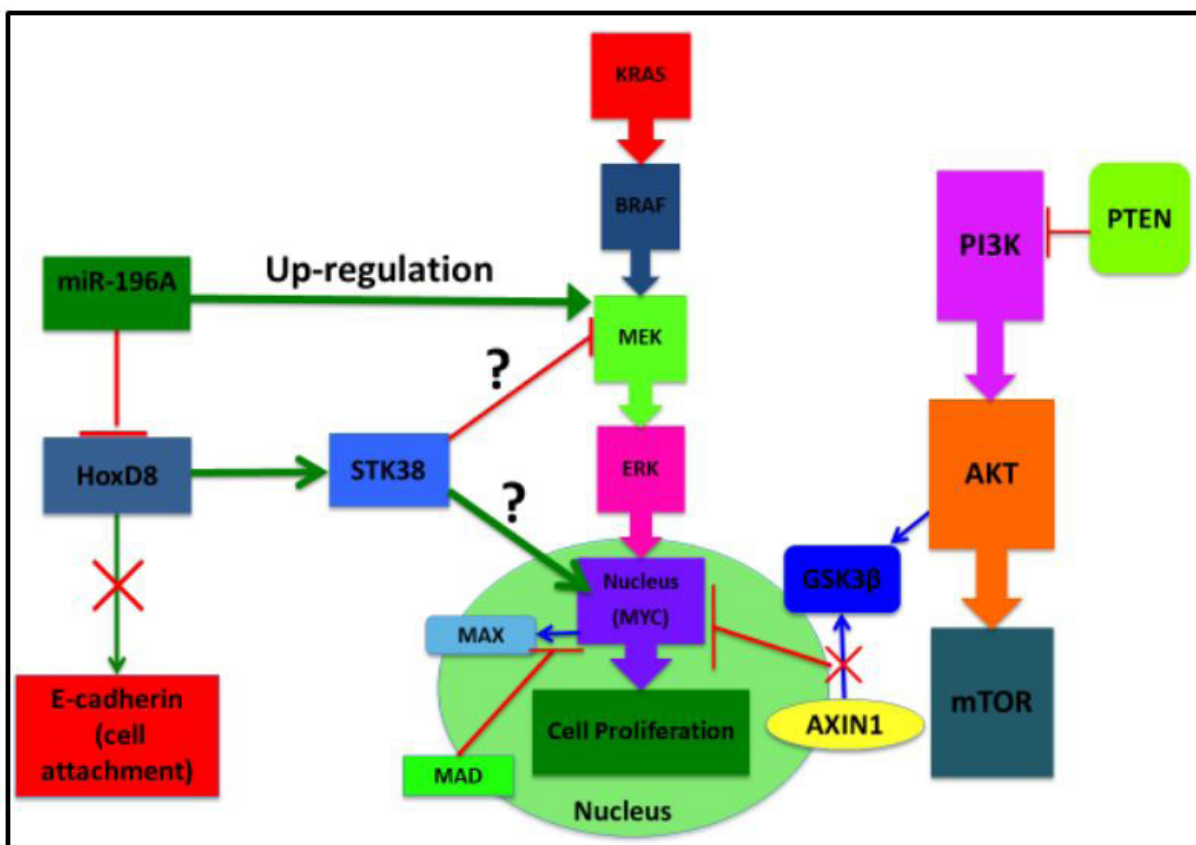 KRAS
BRAF
PI3K
PTEN
miR-196A
Up-regulation
MEK
?
HoxD8
STK38
ERK
AKT
?
GSK3β
Nucleus
(MYC)
MAX
E-cadherin
(cell
attachment)
Cell Proliferation
AXIN1
mTOR
MAD
Nucleus